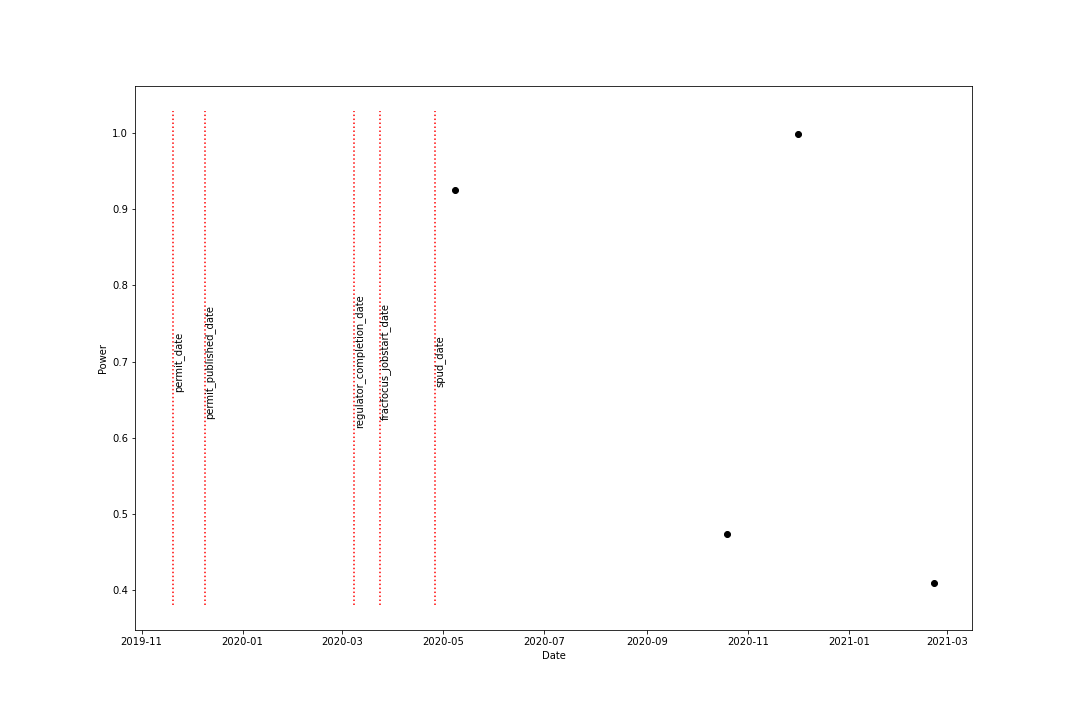 1.0
0.9
0.8
0.7
0.6
0.5
0.4
Power
permit_date
permit_published_date
regulator_completion_date
fracfocus_jobstart_date
spud_date
2019-11
2020-01
2020-03
2020-05
2020-07
2020-09
2020-11
2021-01
2021-03
Date